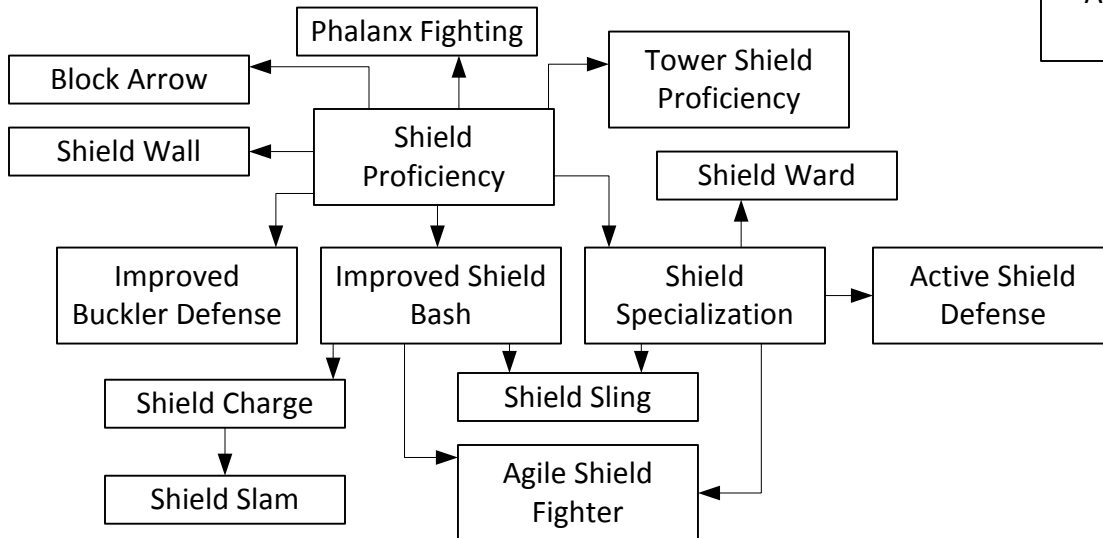 Phalanx Fighting
Block Arrow
Tower Shield
Proficiency
Shield Wall
Shield
Proficiency
Shield Ward
Improved
Buckler Defense
Improved Shield
Bash
Shield
Specialization
Active Shield
Defense
Shield Charge
Shield Sling
Shield Slam
Agile Shield
Fighter